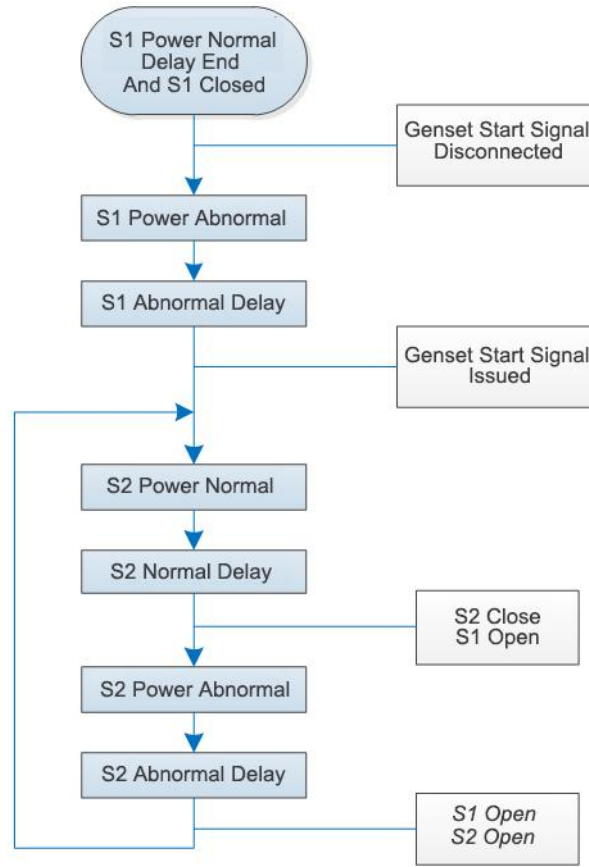 S1 Power Normal
Delay End
And S1 Closed
Genset Start Signal
Disconnected
S1 Power Abnormal
S1 Abnormal Delay
Genset Start Signal
Issued
S2 Power Normal
S2 Normal Delay
S2 Close
S1 Open
S2 Power Abnormal
S2 Abnormal Delay
S1 Open
S2 Open